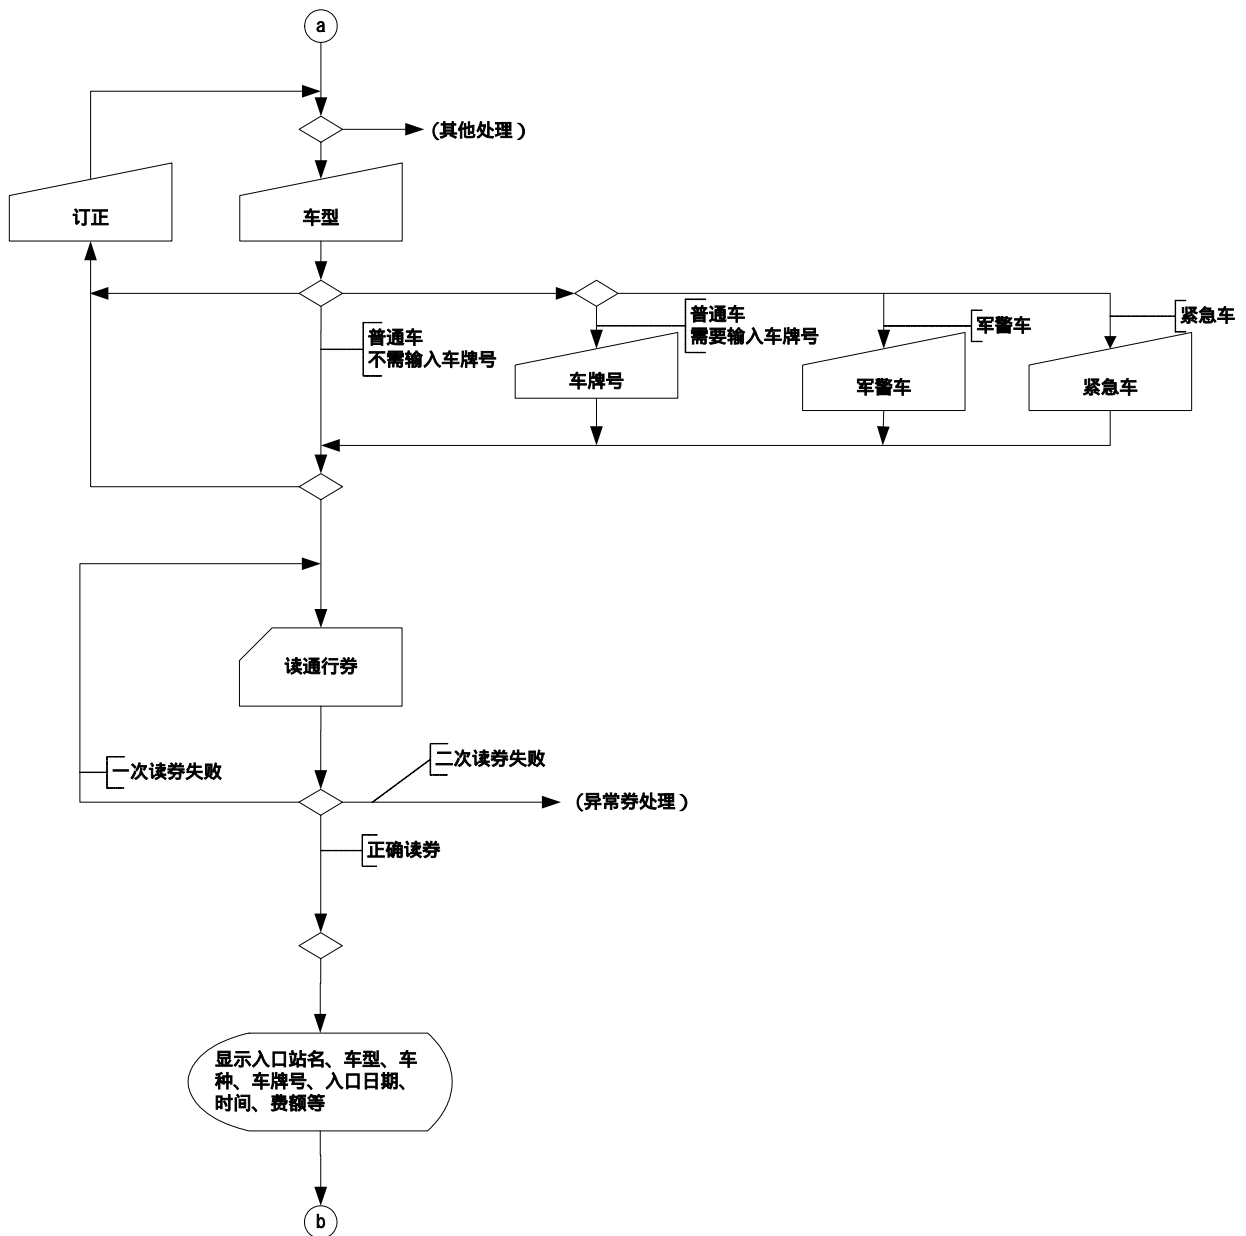 a
(其他处理)
订正
车型
普通车
不需输入车牌号
普通车
需要输入车牌号
军警车
紧急车
车牌号
军警车
紧急车
读通行券
一次读券失败
二次读券失败
(异常券处理)
正确读券
显示入口站名、车型、车
种、车牌号、入口日期、
时间、费额等
b